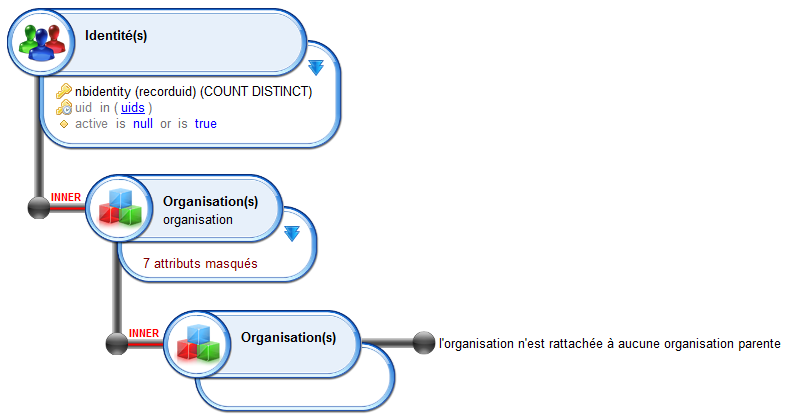 Identité(s)
nbidentity (recorduid) (COUNT DISTINCT)
uid in ( uids )
active is null or is true
INNER
Organisation(s)
organisation
7 attributs masqués
INNER
Organisation(s)
l'organisation n'est rattachée à aucune organisation parente